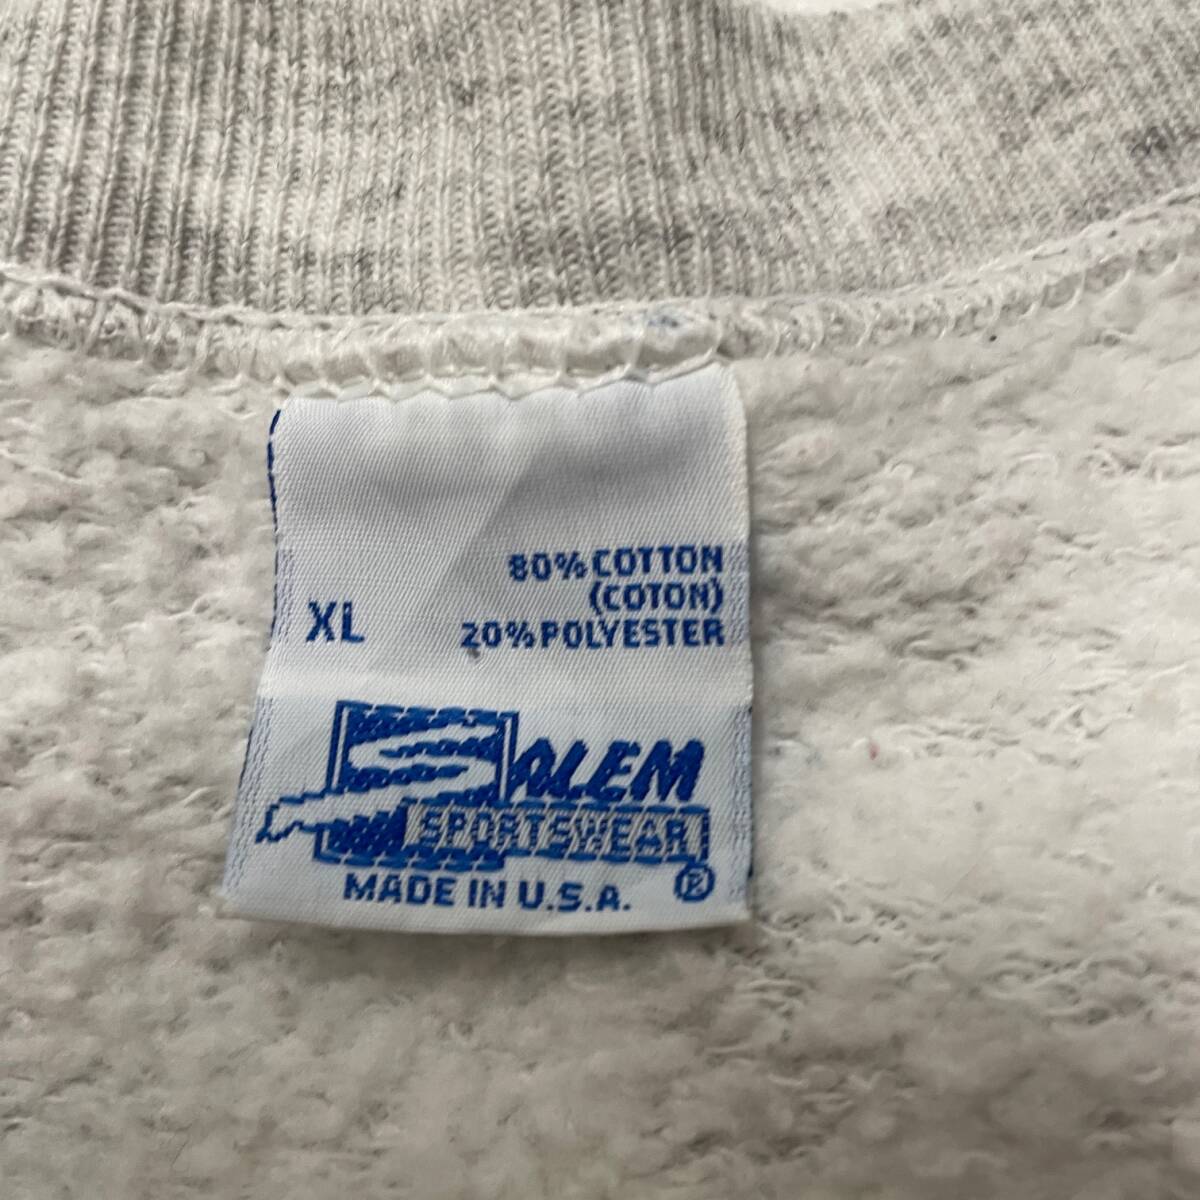 80% COTTON
(COTON)
XL 20% POLYESTER
SALEM
SPORTSWEAR
MADE IN U.S.A. ®